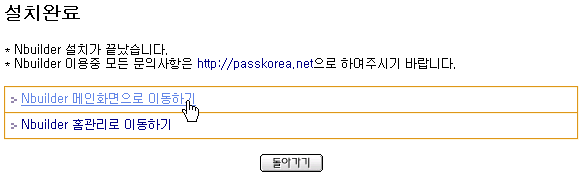 설치완료
* Nbuilder 설치가 끝났습니다.
* Nbuilder 이용중 모든 문의사항은 http://passkorea.net으로 하여주시기 바랍니다.
:- Nbuilder 메인화면으로 이동하기
:- Nbuilder 홈관리로 이동하기
돌아가기